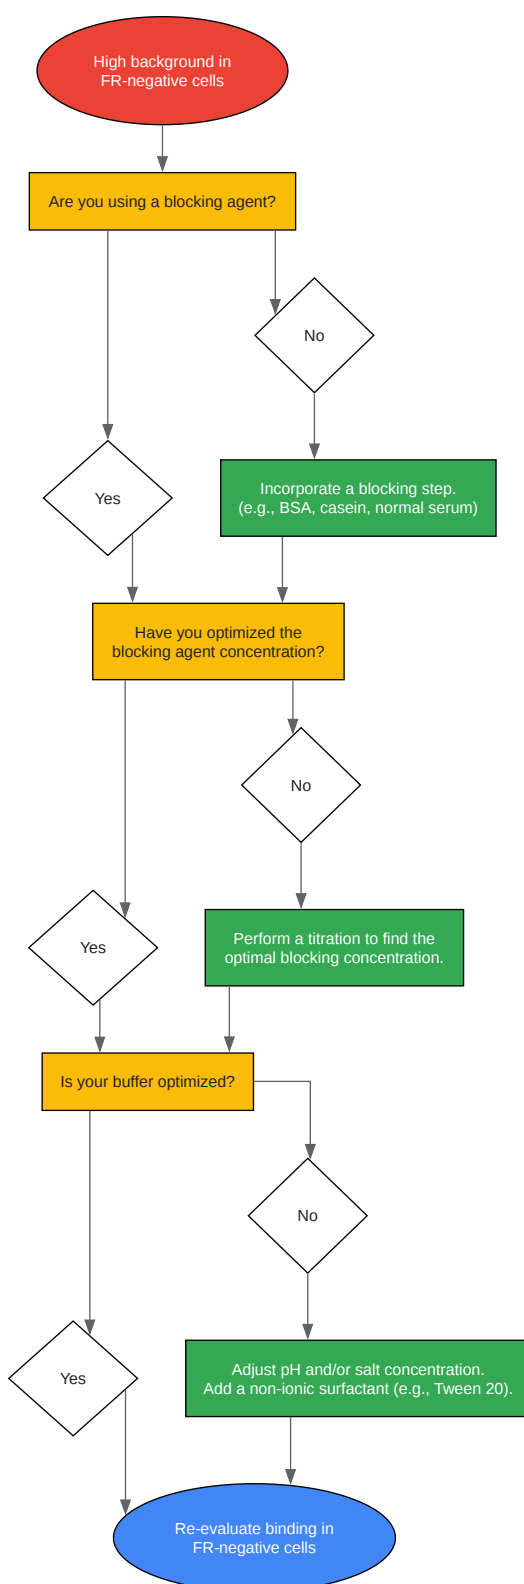 High background in
FR-negative cells
Are you using a blocking agent?
No
Yes
Incorporate a blocking step.
(e.g., BSA, casein, normal serum)
Have you optimized the
blocking agent concentration?
No
Yes
Perform a titration to find the
optimal blocking concentration.
Is your buffer optimized?
No
Yes
Adjust pH and/or salt concentration.
Add a non-ionic surfactant (e.g., Tween 20).
Re-evaluate binding in
FR-negative cells